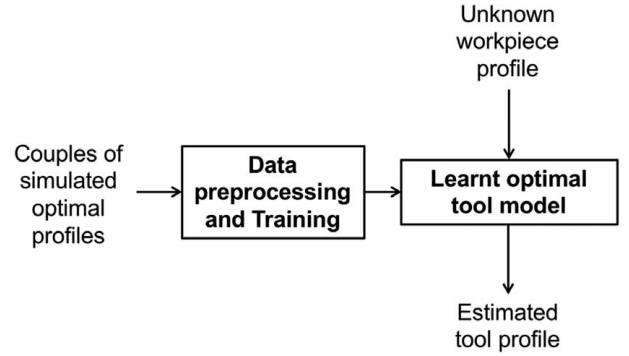 Unknown
workpiece
profile
Couples of
simulated
optimal
profiles
Data
preprocessing
and Training
Learnt optimal
tool model
Estimated
tool profile